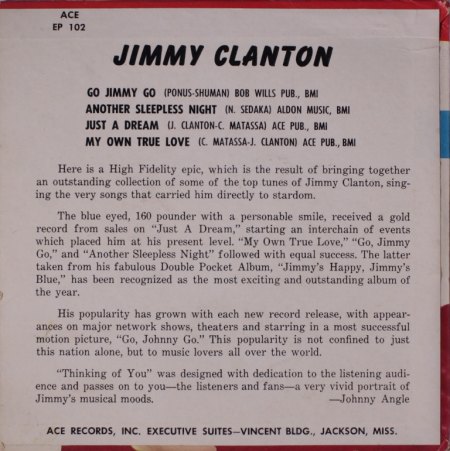 ACE
EP 102
JIMMY CLANTON
GO JIMMY GO (PONUS-SHUMAN) BOB WILLS PUB., BMI
ANOTHER SLEEPLESS NIGHT (N. SEDAKA) ALDON MUSIC, BMI
JUST A DREAM (J. CLANTON-C. MATASSA) ACE PUB., BMI
MY OWN TRUE LOVE (C. MATASSA-J. CLANTON) ACE PUB., BMI
Here is a High Fidelity epic, which is the result of bringing together
an outstanding collection of some of the top tunes of Jimmy Clanton, sing-
ing the very songs that carried him directly to stardom.
The blue eyed, 160 pounder with a personable smile, received a gold
record from sales on “Just A Dream,” starting an interchain of events
which placed him at his present level. “My Own True Love,” “Go, Jimmy
Go,” and “Another Sleepless Night” followed with equal success. The latter
taken from his fabulous Double Pocket Album, “Jimmy's Happy, Jimmy's
Blue,” has been recognized as the most exciting and outstanding album of
the year.
His popularity has grown with each new record release, with appear-
ances on major network shows, theaters and starring in a most successful
motion picture, “Go, Johnny Go.” This popularity is not confined to just
this nation alone, but to music lovers all over the world.
“Thinking of You” was designed with dedication to the listening audi-
ence and passes on to you—the listeners and fans—a very vivid portrait of
Jimmy's musical moods. —Johnny Angle
ACE RECORDS, INC. EXECUTIVE SUITES—VINCENT BLDG., JACKSON, MISS.